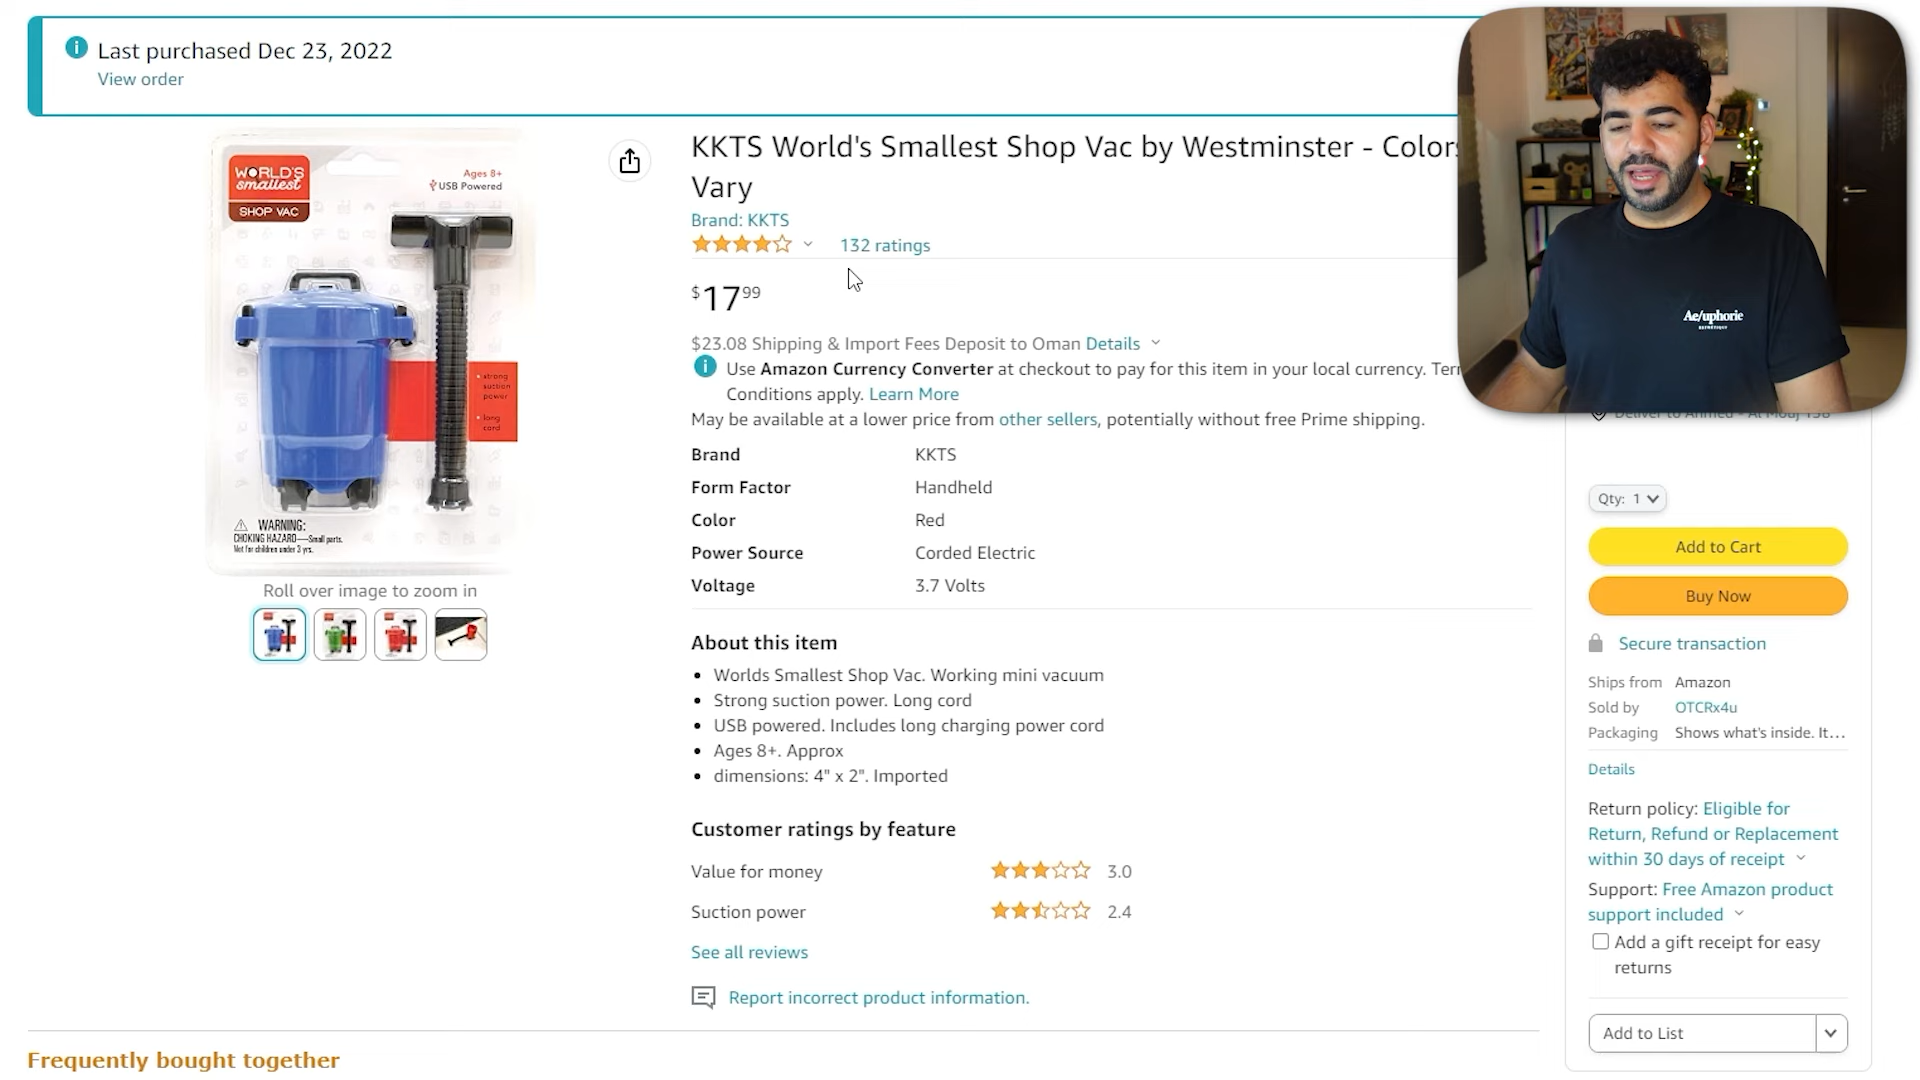 Last purchased Dec 23, 2022
View order
WORLD'S
smallest
SHOP VAC
Ages 8+
USB Powered
strong
suction
power
long
cord
WARNING:
CHOKING HAZARD—Small parts.
Not for children under 3 yrs.
Roll over image to zoom in
KKTS World's Smallest Shop Vac by Westminster - Colors
Vary
Brand: KKTS
132 ratings
$17.99
$23.08 Shipping & Import Fees Deposit to Oman Details
Use Amazon Currency Converter at checkout to pay for this item in your local currency.
Conditions apply. Learn More
May be available at a lower price from other sellers, potentially without free Prime shipping.
Brand KKTS
Form Factor Handheld
Color Red
Power Source Corded Electric
Voltage 3.7 Volts
About this item
Worlds Smallest Shop Vac. Working mini vacuum
Strong suction power. Long cord
USB powered. Includes long charging power cord
Ages 8+. Approx
dimensions: 4" x 2". Imported
Customer ratings by feature
Value for money 3.0
Suction power 2.4
See all reviews
Report incorrect product information.
Frequently bought together
Ae/uphorie
Qty: 1
Add to Cart
Buy Now
Secure transaction
Ships from Amazon
Sold by OTCRx4u
Packaging Shows what's inside. It...
Details
Return policy: Eligible for
Return, Refund or Replacement
within 30 days of receipt
Support: Free Amazon product
support included
Add a gift receipt for easy
returns
Add to List